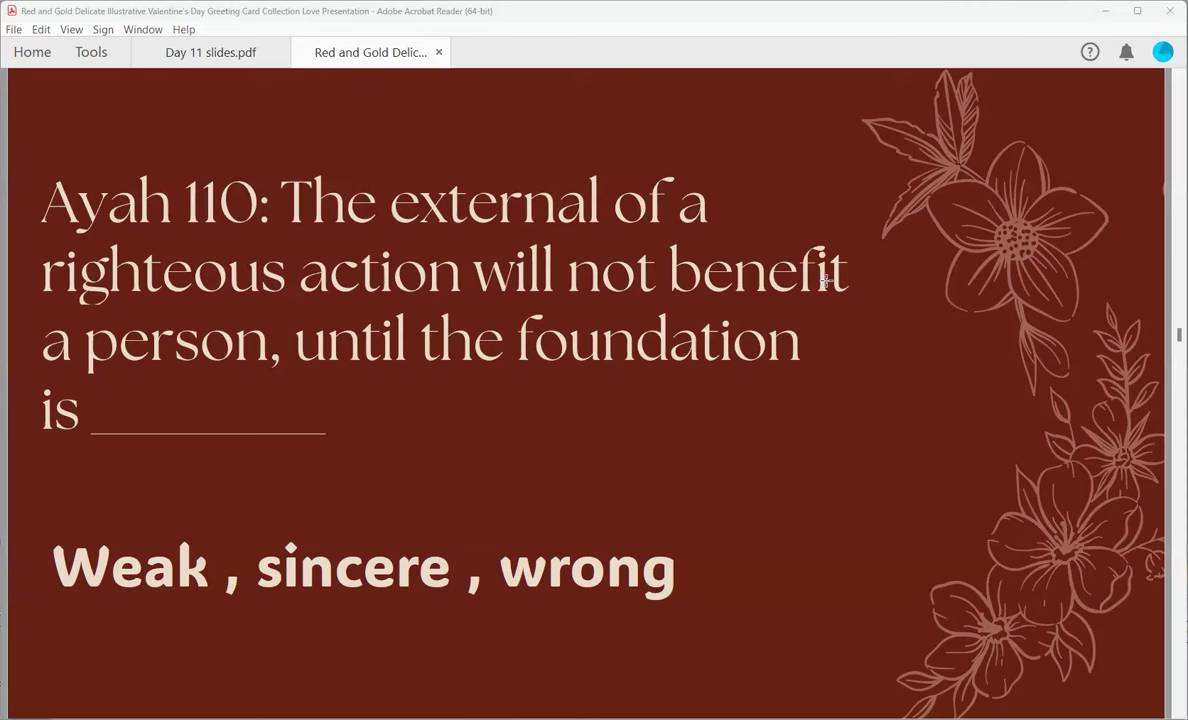 Red and Gold Delicate Illustrative Valentine's Day Greeting Card Collection Love Presentation - Adobe Acrobat Reader (64-bit)
File Edit View Sign Window Help
Home Tools Day 11 slides.pdf Red and Gold Delic... ×
Ayah 110: The external of a
righteous action will not benefit
a person, until the foundation
is ____________
Weak , sincere , wrong